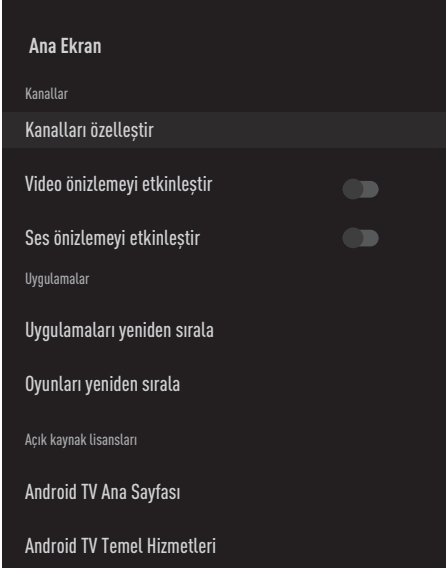 Ana Ekran
Kanallar
Kanalları özelleştir
Video önizlemeyi etkinleştir
Ses önizlemeyi etkinleştir
Uygulamalar
Uygulamaları yeniden sırala
Oyunları yeniden sırala
Açık kaynak lisansları
Android TV Ana Sayfası
Android TV Temel Hizmetleri